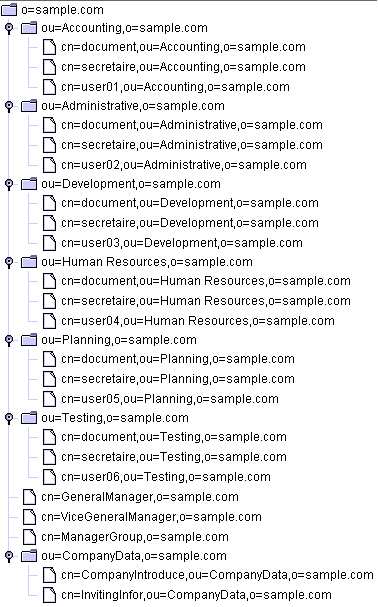 o=sample.com
ou=Accounting,o=sample.com
cn=document,ou=Accounting,o=sample.com
cn=secretaire,ou=Accounting,o=sample.com
cn=user01,ou=Accounting,o=sample.com
ou=Administrative,o=sample.com
cn=document,ou=Administrative,o=sample.com
cn=secretaire,ou=Administrative,o=sample.com
cn=user02,ou=Administrative,o=sample.com
ou=Development,o=sample.com
cn=document,ou=Development,o=sample.com
cn=secretaire,ou=Development,o=sample.com
cn=user03,ou=Development,o=sample.com
ou=Human Resources,o=sample.com
cn=document,ou=Human Resources,o=sample.com
cn=secretaire,ou=Human Resources,o=sample.com
cn=user04,ou=Human Resources,o=sample.com
ou=Planning,o=sample.com
cn=document,ou=Planning,o=sample.com
cn=secretaire,ou=Planning,o=sample.com
cn=user05,ou=Planning,o=sample.com
ou=Testing,o=sample.com
cn=document,ou=Testing,o=sample.com
cn=secretaire,ou=Testing,o=sample.com
cn=user06,ou=Testing,o=sample.com
cn=GeneralManager,o=sample.com
cn=ViceGeneralManager,o=sample.com
cn=ManagerGroup,o=sample.com
ou=CompanyData,o=sample.com
cn=CompanyIntroduce,ou=CompanyData,o=sample.com
cn=InvitingInfor,ou=CompanyData,o=sample.com